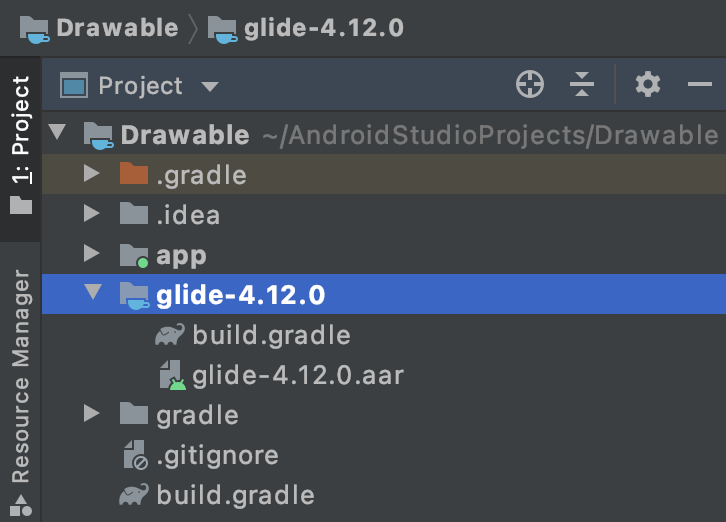 Drawable glide-4.12.0
Project
1: Project
Drawable ~/AndroidStudioProjects/Drawable
.gradle
.idea
app
glide-4.12.0
build.gradle
glide-4.12.0.aar
gradle
.gitignore
build.gradle
Resource Manager